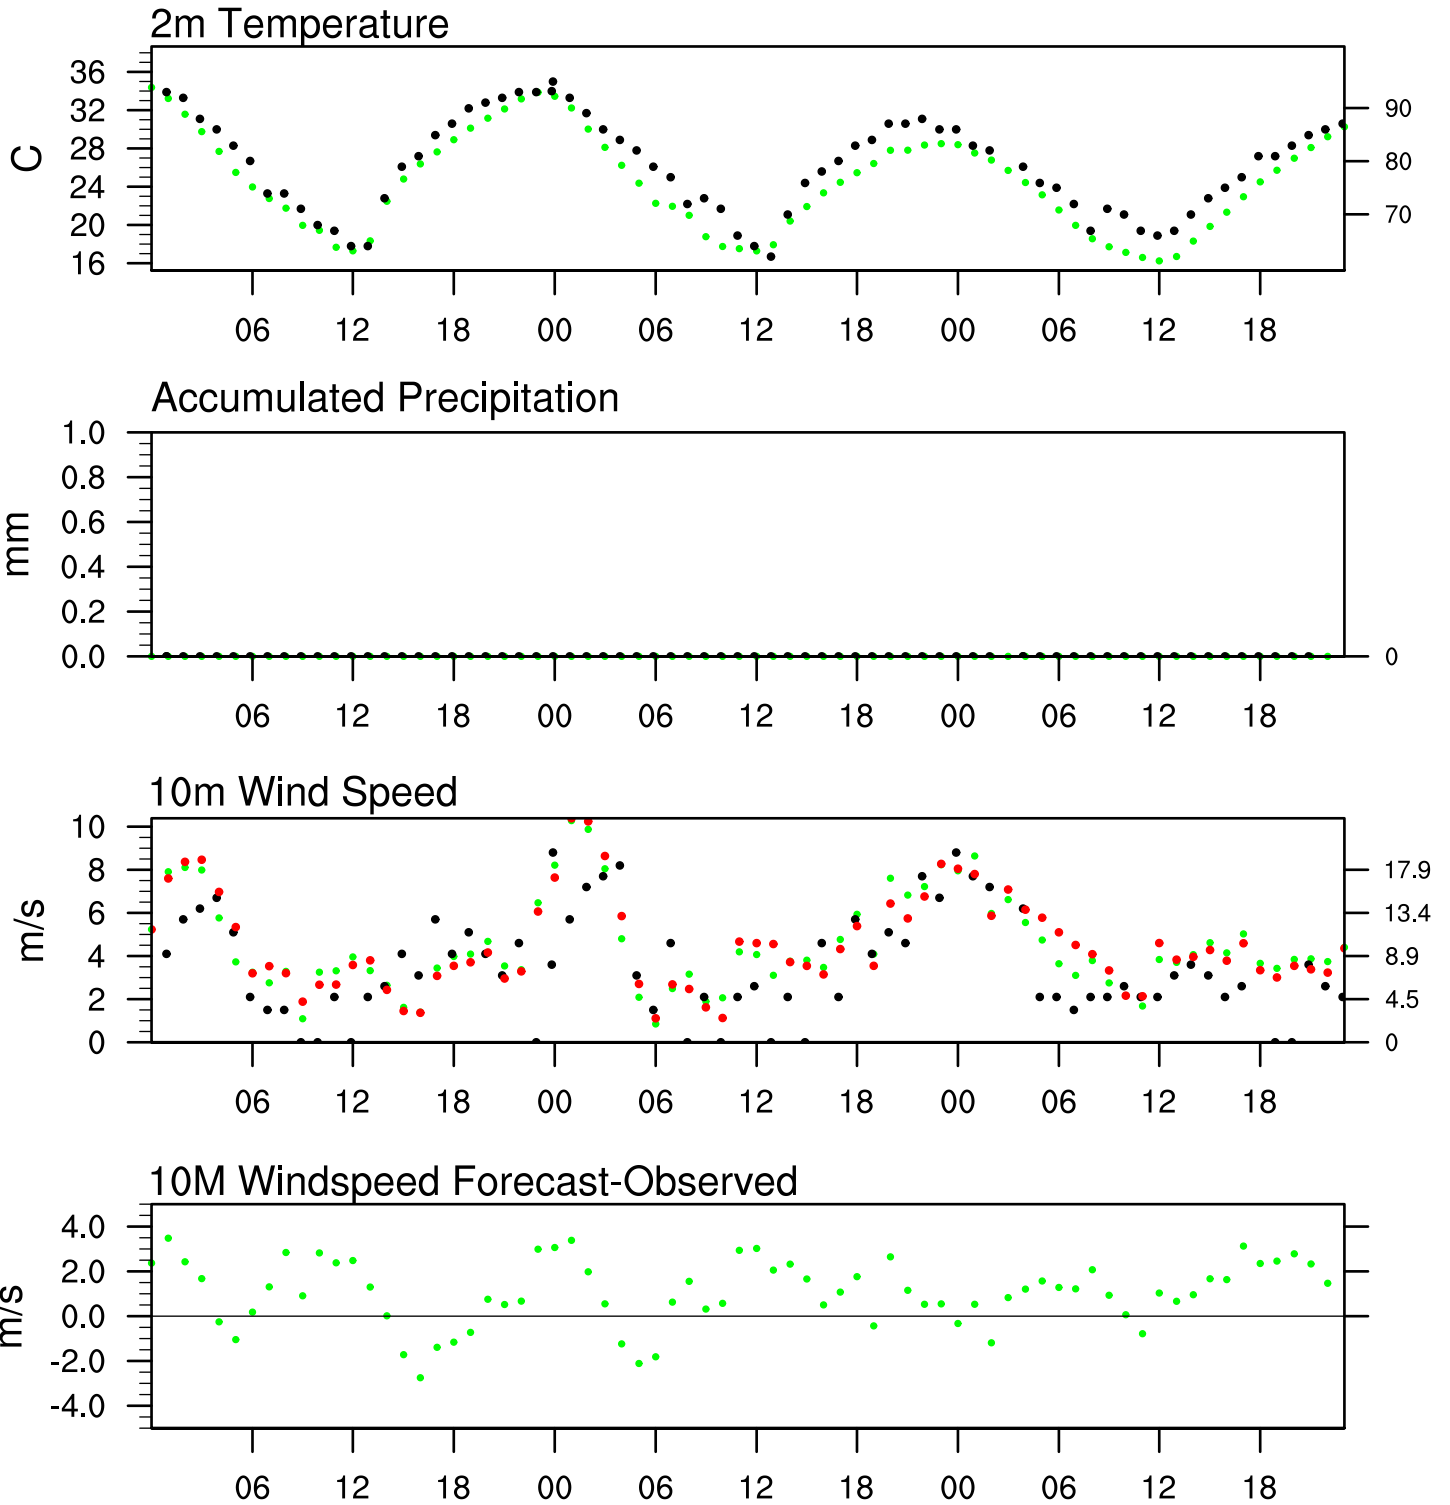 2m Temperature
36
32
28
24
20
16
C
90
80
70
06 12 18 00 06 12 18 00 06 12 18
Accumulated Precipitation
1.0
0.8
0.6
0.4
0.2
0.0
mm
0
06 12 18 00 06 12 18 00 06 12 18
10m Wind Speed
10
8
6
4
2
0
m/s
17.9
13.4
8.9
4.5
0
06 12 18 00 06 12 18 00 06 12 18
10M Windspeed Forecast-Observed
4.0
2.0
0.0
-2.0
-4.0
m/s
06 12 18 00 06 12 18 00 06 12 18